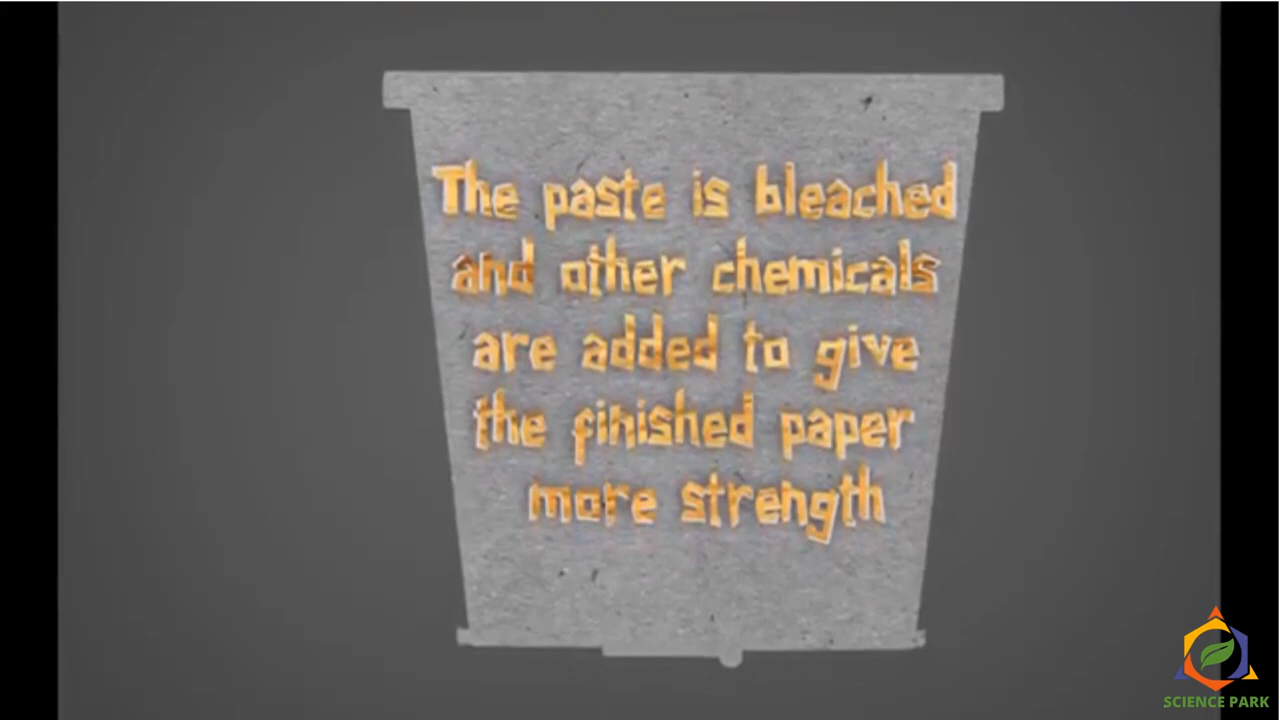 The paste is bleached
and other chemicals
are added to give
the finished paper
more strength
SCIENCE PARK